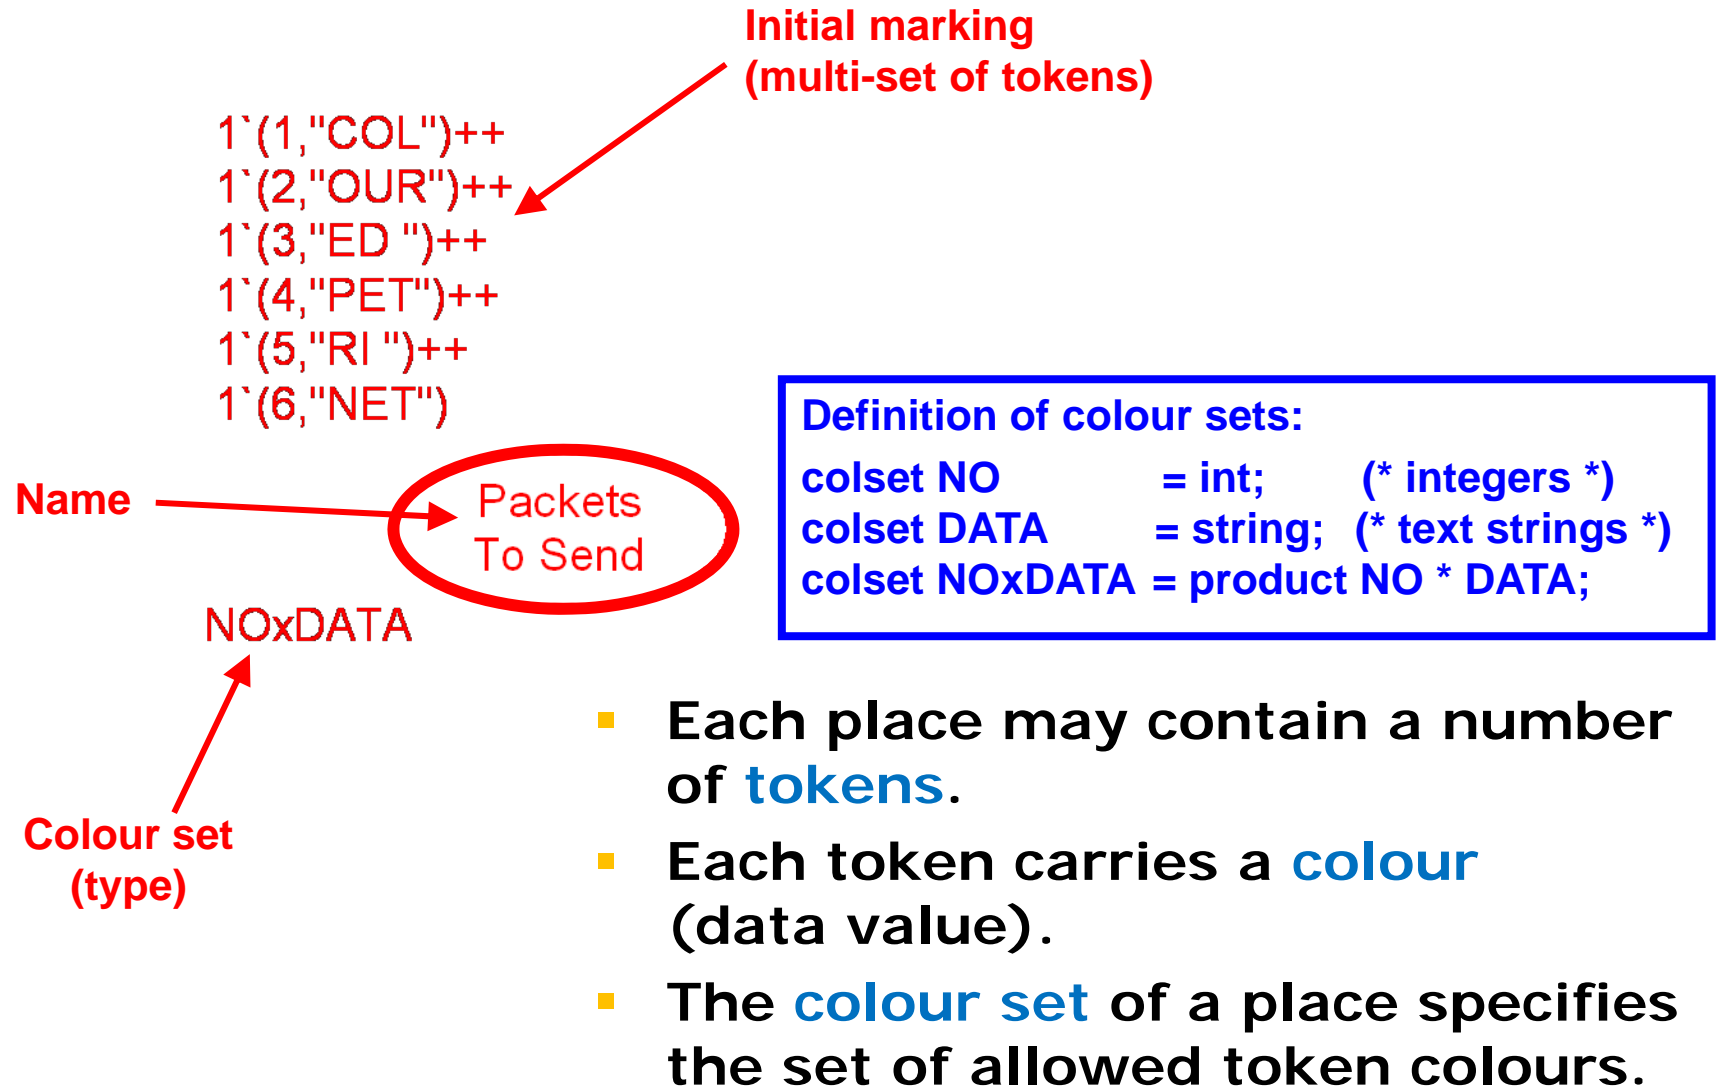 Initial marking
(multi-set of tokens)
1`(1,"COL")++
1`(2,"OUR")++
1`(3,"ED ")++
1`(4,"PET")++
1`(5,"RI ")++
1`(6,"NET")
Name
Packets
To Send
NOxDATA
Colour set
(type)
Definition of colour sets:
colset NO = int; (* integers *)
colset DATA = string; (* text strings *)
colset NOxDATA = product NO * DATA;
Each place may contain a number
of tokens.
Each token carries a colour
(data value).
The colour set of a place specifies
the set of allowed token colours.